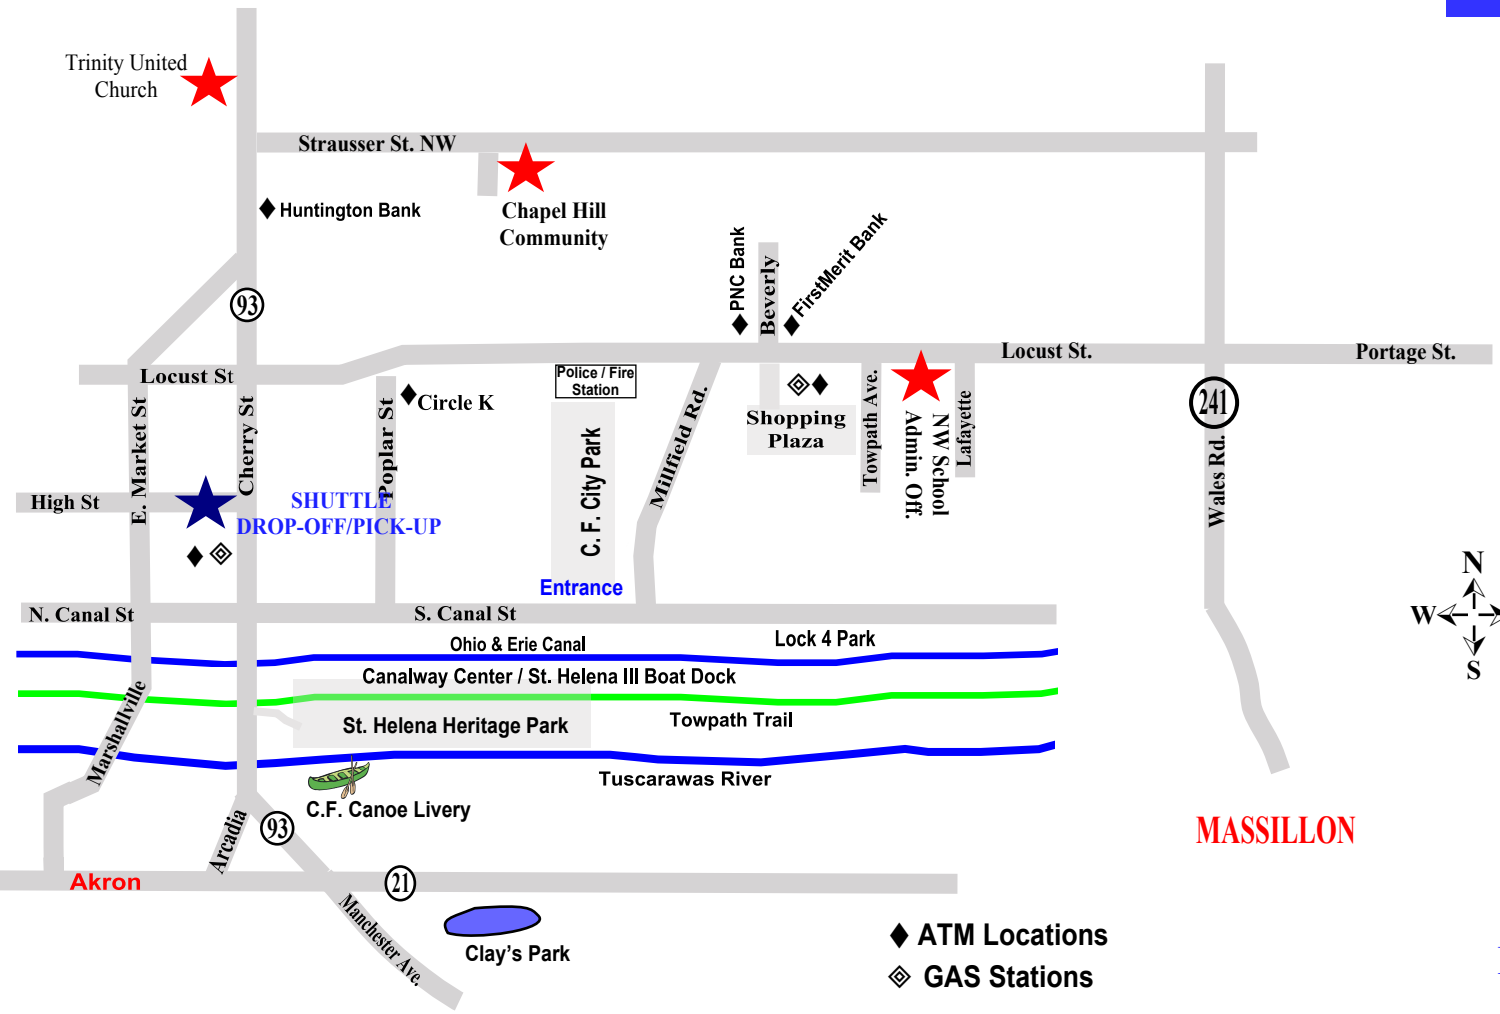 Trinity United
Church
Strausser St. NW
Huntington Bank
Chapel Hill
Community
PNC Bank
Beverly
FirstMerit Bank
93
Locust St
Locust St.
Portage St.
Police / Fire
Station
E. Market St
Cherry St
Poplar St
Circle K
C. F. City Park
Millfield Rd.
Shopping
Plaza
Towpath Ave.
NW School
Admin. Off.
Lafayette
241
Wales Rd.
High St
SHUTTLE
DROP-OFF/PICK-UP
Entrance
N
W
S
N. Canal St
S. Canal St
Ohio & Erie Canal
Lock 4 Park
Canalway Center / St. Helena III Boat Dock
St. Helena Heritage Park
Towpath Trail
Marshallville
Tuscarawas River
C.F. Canoe Livery
Arcadia
93
MASSILLON
Akron
21
Manchester Ave.
Clay's Park
ATM Locations
GAS Stations